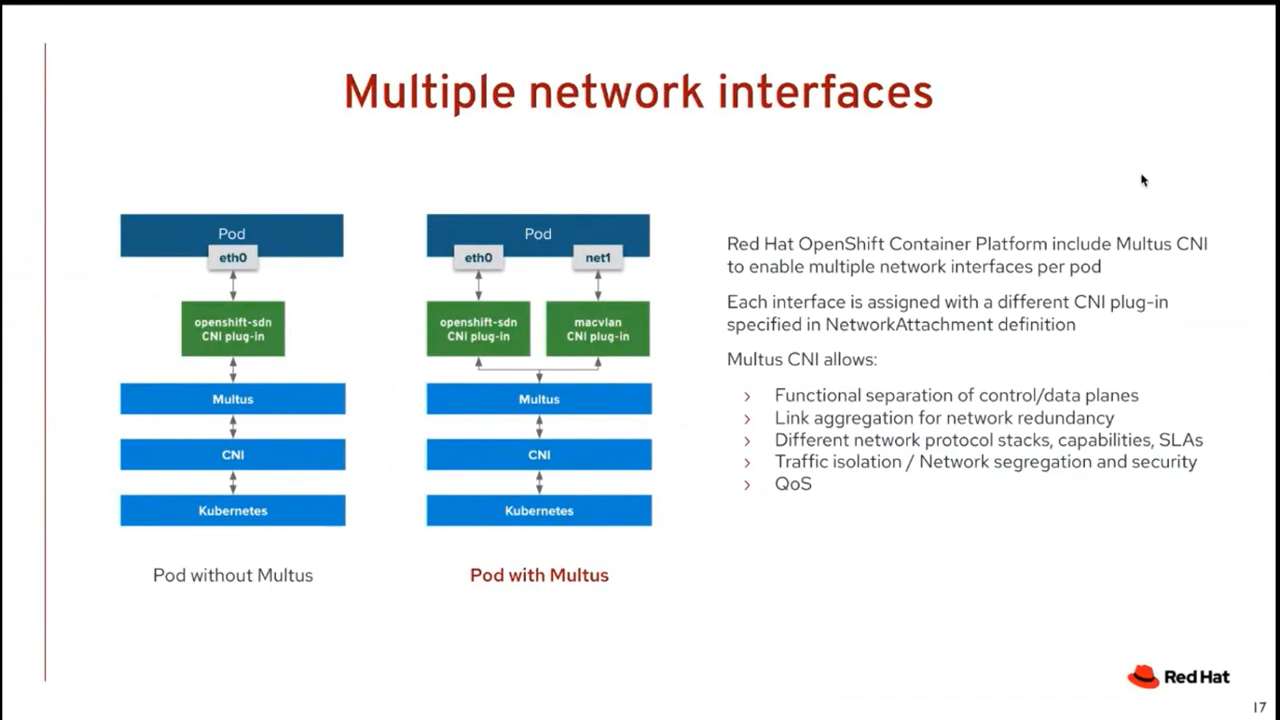 Multiple network interfaces
Pod
eth0
openshift-sdn
CNI plug-in
Multus
CNI
Kubernetes
Pod without Multus
Pod
eth0
net1
openshift-sdn
CNI plug-in
macvlan
CNI plug-in
Multus
CNI
Kubernetes
Pod with Multus
Red Hat OpenShift Container Platform include Multus CNI
to enable multiple network interfaces per pod
Each interface is assigned with a different CNI plug-in
specified in NetworkAttachment definition
Multus CNI allows:
› Functional separation of control/data planes
› Link aggregation for network redundancy
› Different network protocol stacks, capabilities, SLAs
› Traffic isolation / Network segregation and security
› QoS
Red Hat
17